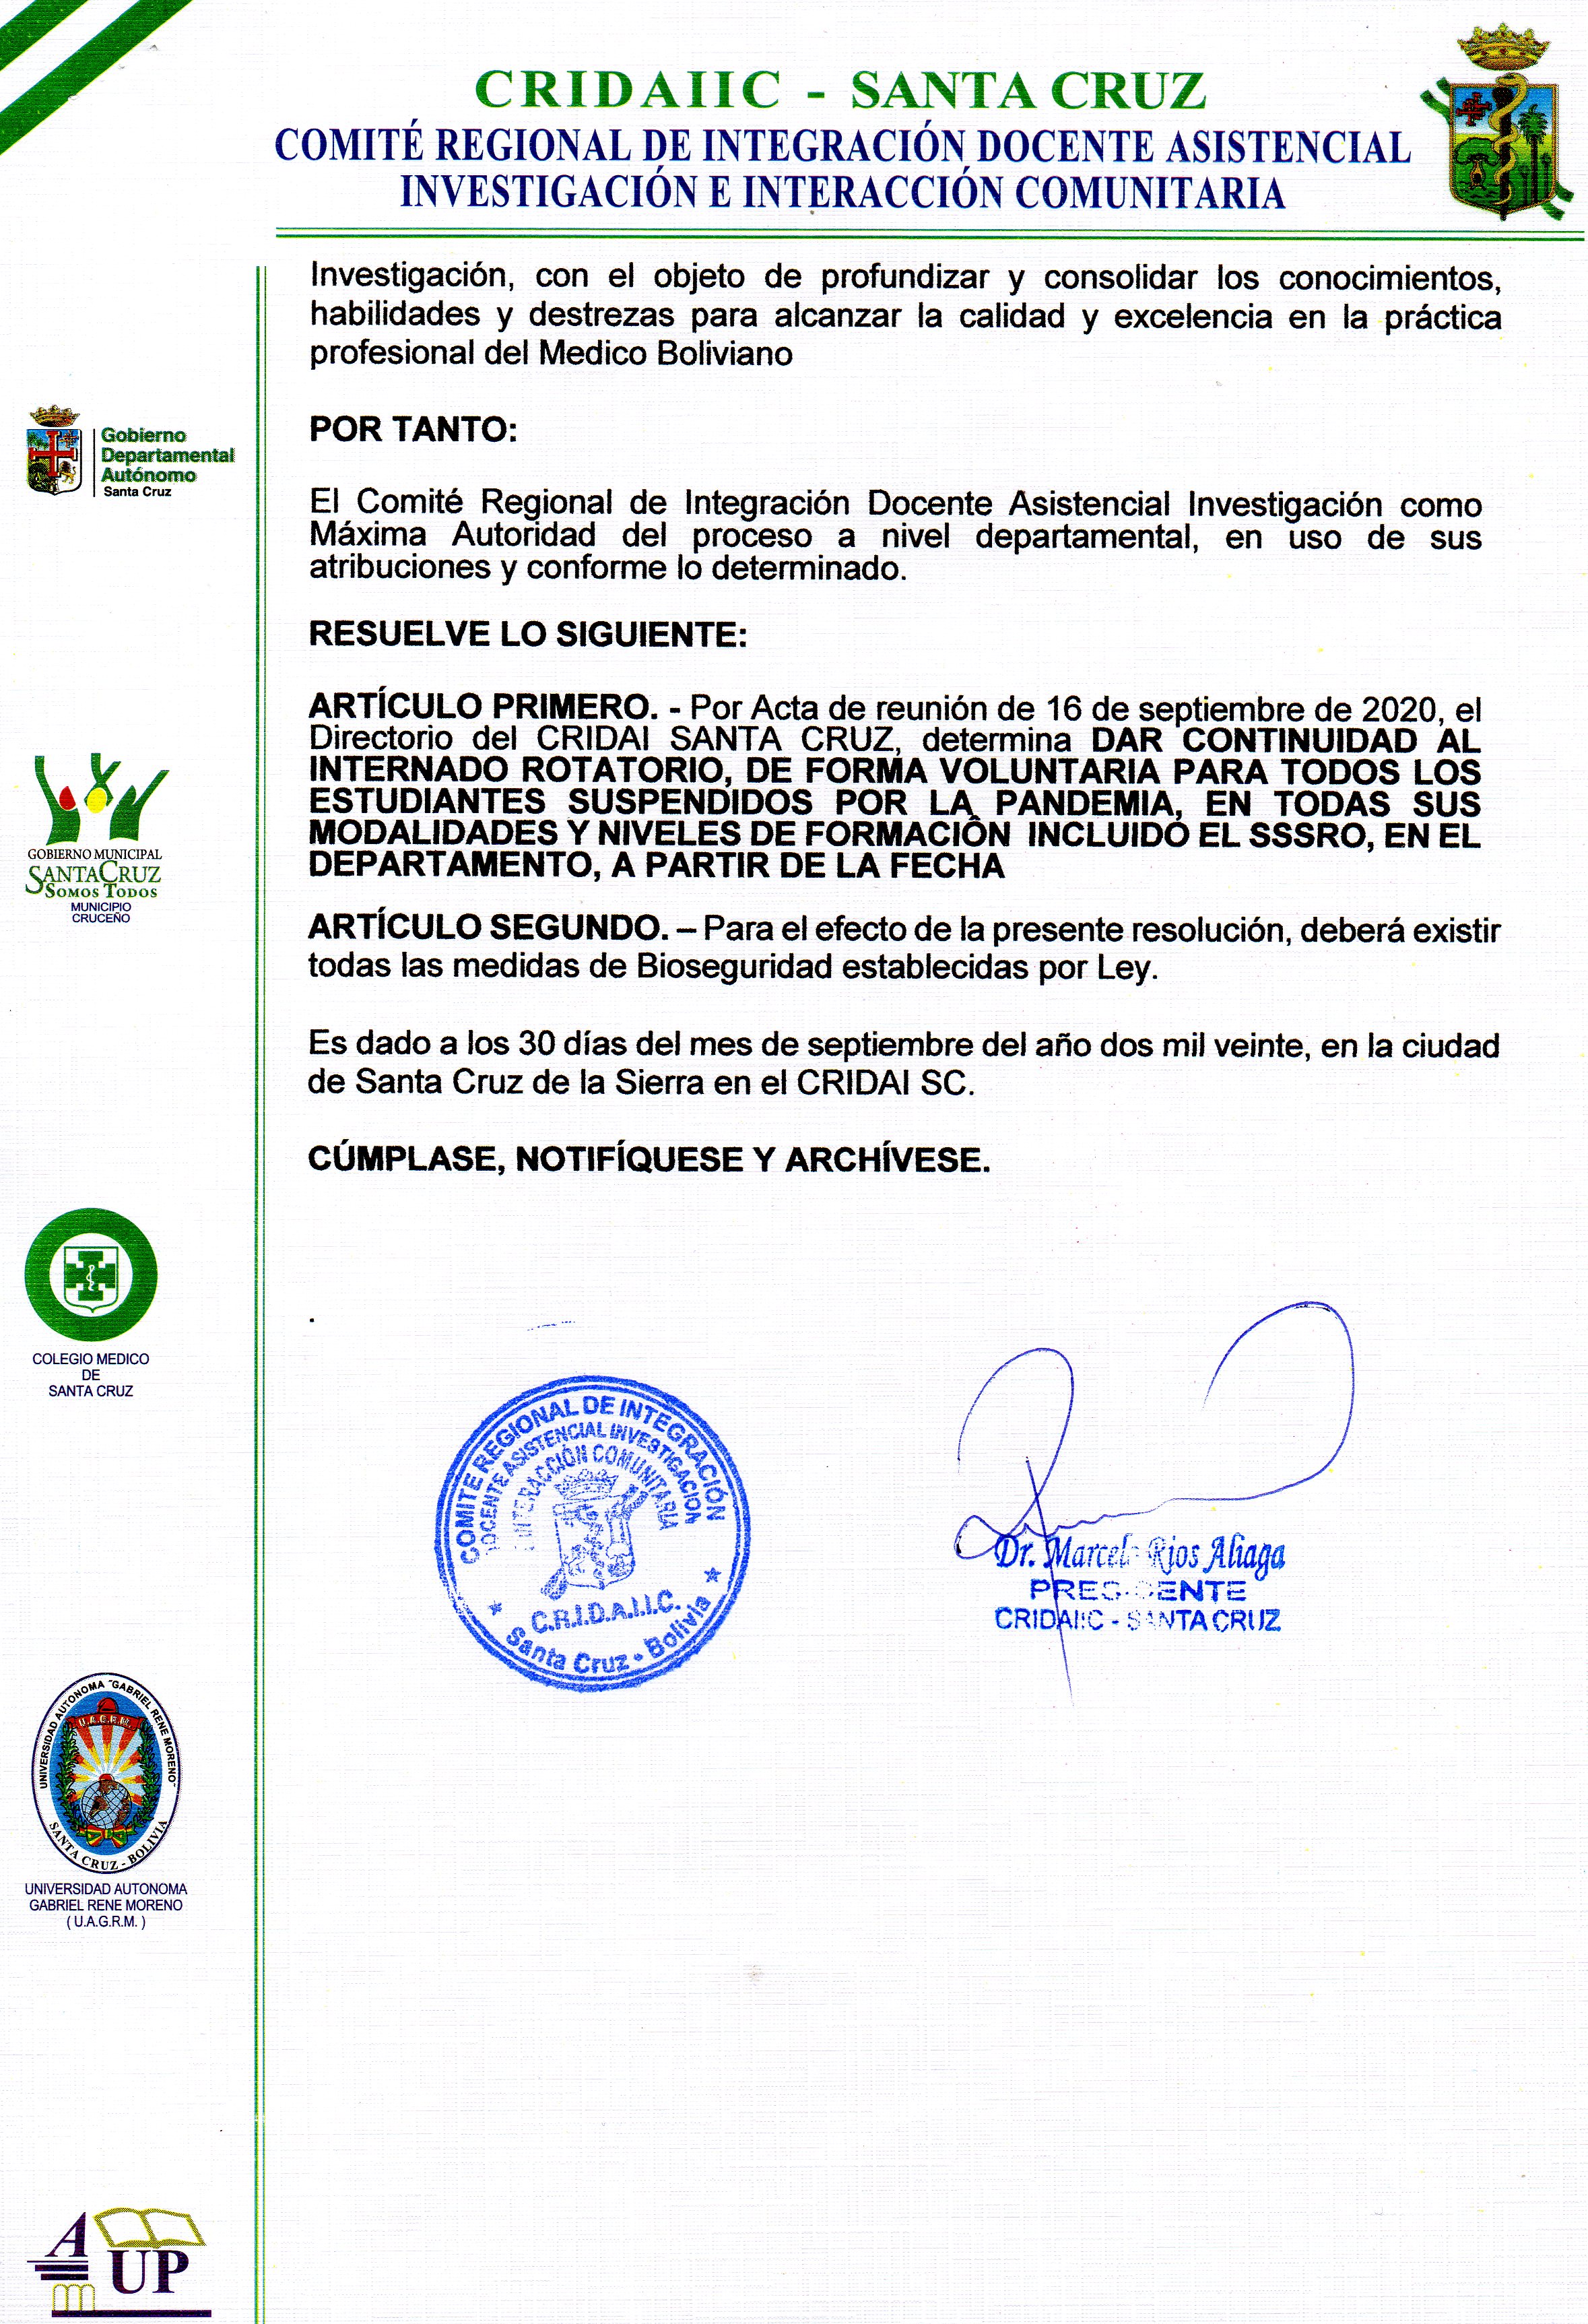 CRIDAIIC - SANTA CRUZ
COMITÉ REGIONAL DE INTEGRACIÓN DOCENTE ASISTENCIAL
INVESTIGACIÓN E INTERACCIÓN COMUNITARIA
Investigación, con el objeto de profundizar y consolidar los conocimientos,
habilidades y destrezas para alcanzar la calidad y excelencia en la práctica
profesional del Medico Boliviano
POR TANTO:
El Comité Regional de Integración Docente Asistencial Investigación como
Máxima Autoridad del proceso a nivel departamental, en uso de sus
atribuciones y conforme lo determinado.
RESUELVE LO SIGUIENTE:
ARTÍCULO PRIMERO. - Por Acta de reunión de 16 de septiembre de 2020, el
Directorio del CRIDAI SANTA CRUZ, determina DAR CONTINUIDAD AL
INTERNADO ROTATORIO, DE FORMA VOLUNTARIA PARA TODOS LOS
ESTUDIANTES SUSPENDIDOS POR LA PANDEMIA, EN TODAS SUS
MODALIDADES Y NIVELES DE FORMACIÓN INCLUIDO EL SSSRO, EN EL
DEPARTAMENTO, A PARTIR DE LA FECHA
ARTÍCULO SEGUNDO. – Para el efecto de la presente resolución, deberá existir
todas las medidas de Bioseguridad establecidas por Ley.
Es dado a los 30 días del mes de septiembre del año dos mil veinte, en la ciudad
de Santa Cruz de la Sierra en el CRIDAI SC.
CÚMPLASE, NOTIFÍQUESE Y ARCHÍVESE.
COMITE REGIONAL DE INTEGRACIÓN
DOCENTE ASISTENCIAL INVESTIGACION
E INTERACCIÓN COMUNITARIA
C.R.I.D.A.I.I.C.
Santa Cruz - Bolivia
Dr. Marcelo Rios Aliaga
PRESIDENTE
CRIDAIIC - SANTA CRUZ
Gobierno
Departamental
Autónomo
Santa Cruz
GOBIERNO MUNICIPAL
SANTACRUZ
SOMOS TODOS
MUNICIPIO
CRUCEÑO
COLEGIO MEDICO
DE
SANTA CRUZ
UNIVERSIDAD AUTONOMA "GABRIEL RENE MORENO"
U.A.G.R.M.
SANTA CRUZ - BOLIVIA
UNIVERSIDAD AUTONOMA
GABRIEL RENE MORENO
( U.A.G.R.M. )
A
UP